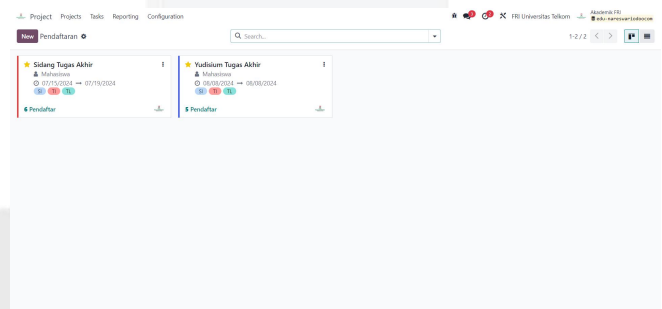 Project Projects Tasks Reporting Configuration FRI Universitas Telkom Akademik FRI
edu-nareswariodoocom
New Pendaftaran Search... 1-2 / 2
Sidang Tugas Akhir
Mahasiswa
07/15/2024 → 07/19/2024
SI TI TL
6 Pendaftar
Yudisium Tugas Akhir
Mahasiswa
08/08/2024 → 08/08/2024
SI TI TL
5 Pendaftar